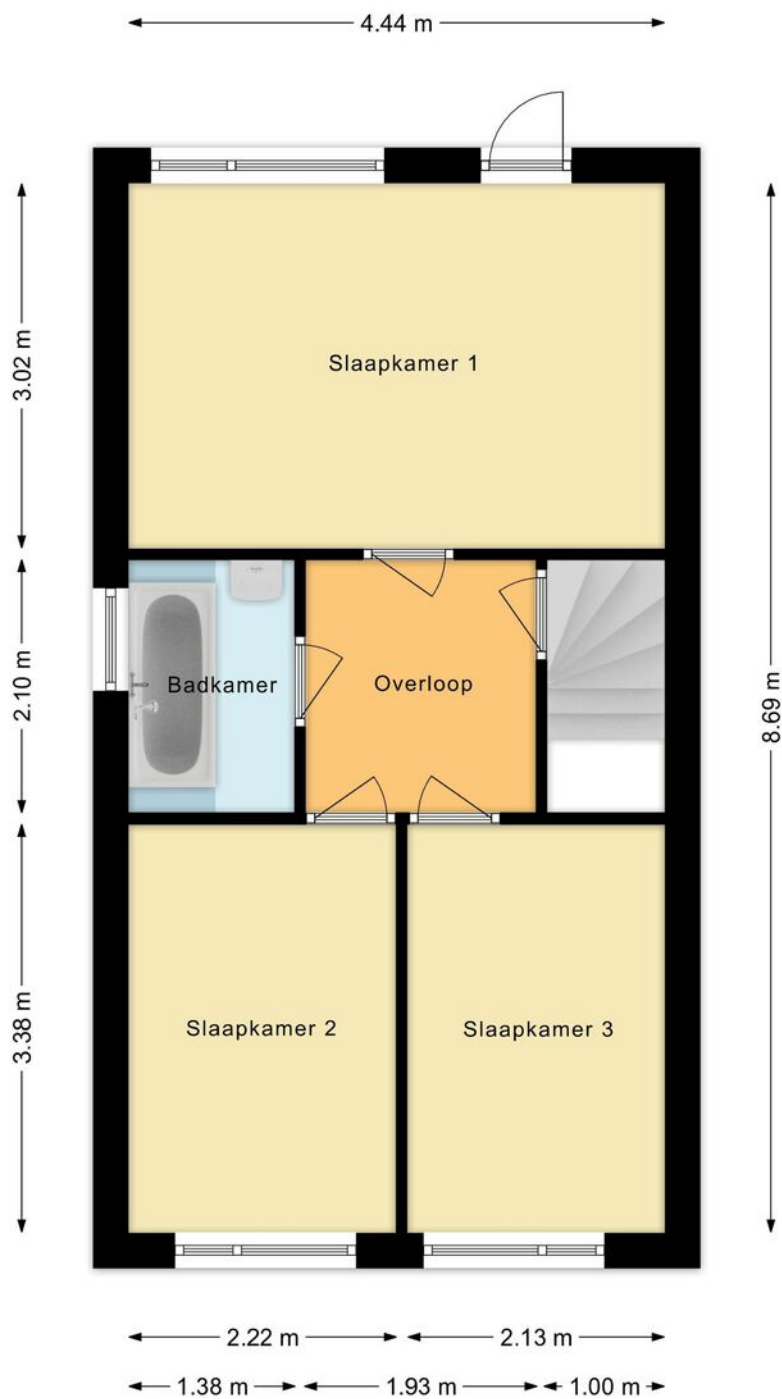 4.44 m
3.02 m
Slaapkamer 1
2.10 m
Badkamer
Overloop
8.69 m
3.38 m
Slaapkamer 2
Slaapkamer 3
2.22 m
2.13 m
1.38 m
1.93 m
1.00 m